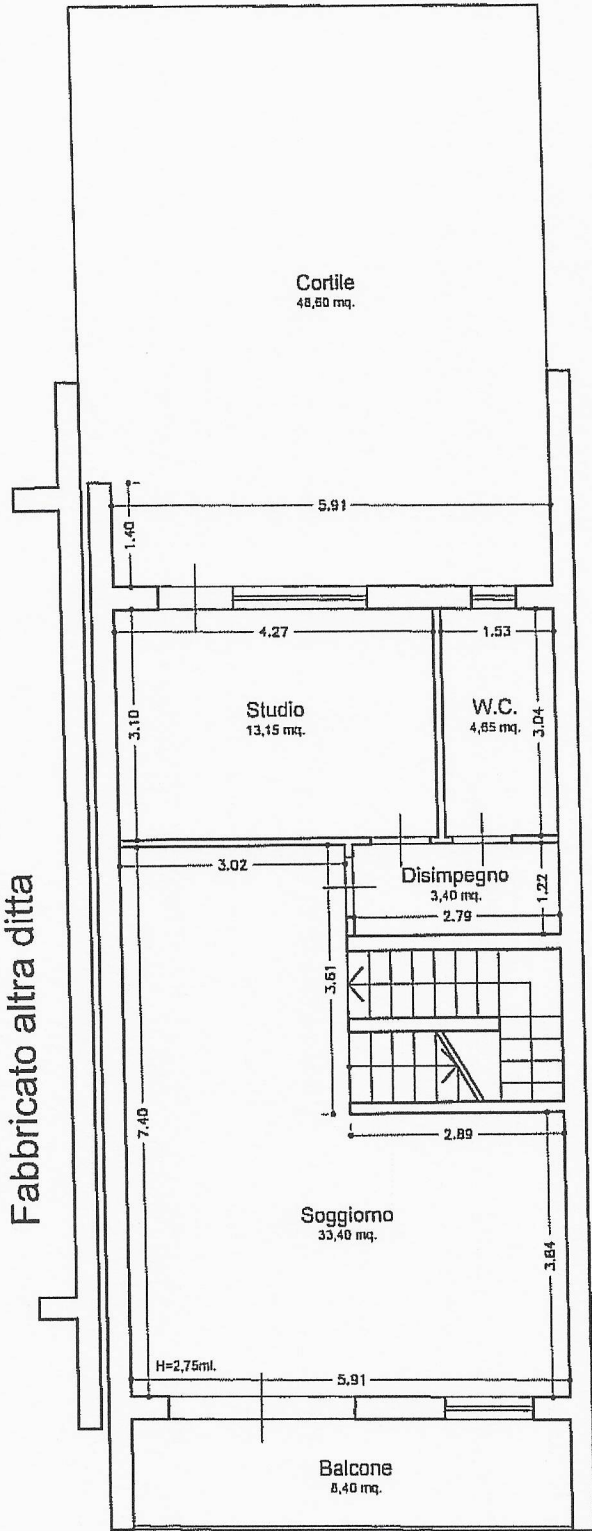 Cortile
48,60 mq.
5.91
1.40
4.27
1.53
Studio
13,15 mq.
W.C.
4,65 mq.
3.10
3.04
3.02
Disimpegno
3,40 mq.
2.79
1.22
3.61
Fabbricato altra ditta
7.40
2.89
Soggiorno
33,40 mq.
3.84
H=2,75ml.
5.91
Balcone
8,40 mq.